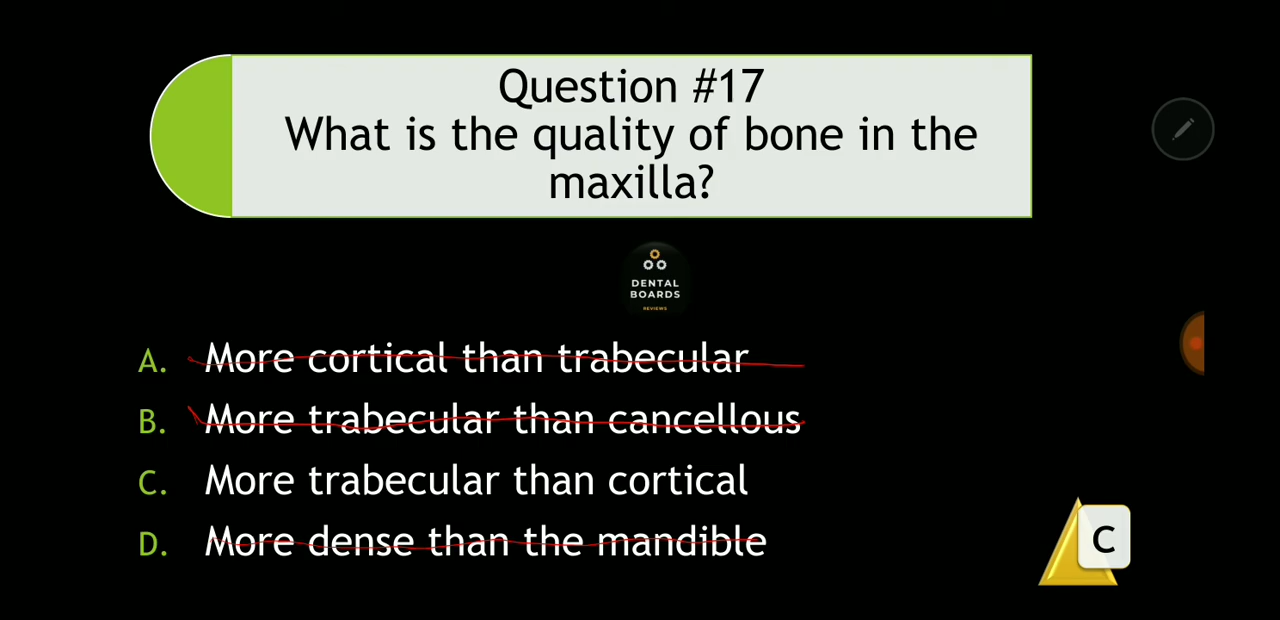 Question #17
What is the quality of bone in the
maxilla?
DENTAL
BOARDS
REVIEWS
A. More cortical than trabecular
B. More trabecular than cancellous
C. More trabecular than cortical
D. More dense than the mandible
C